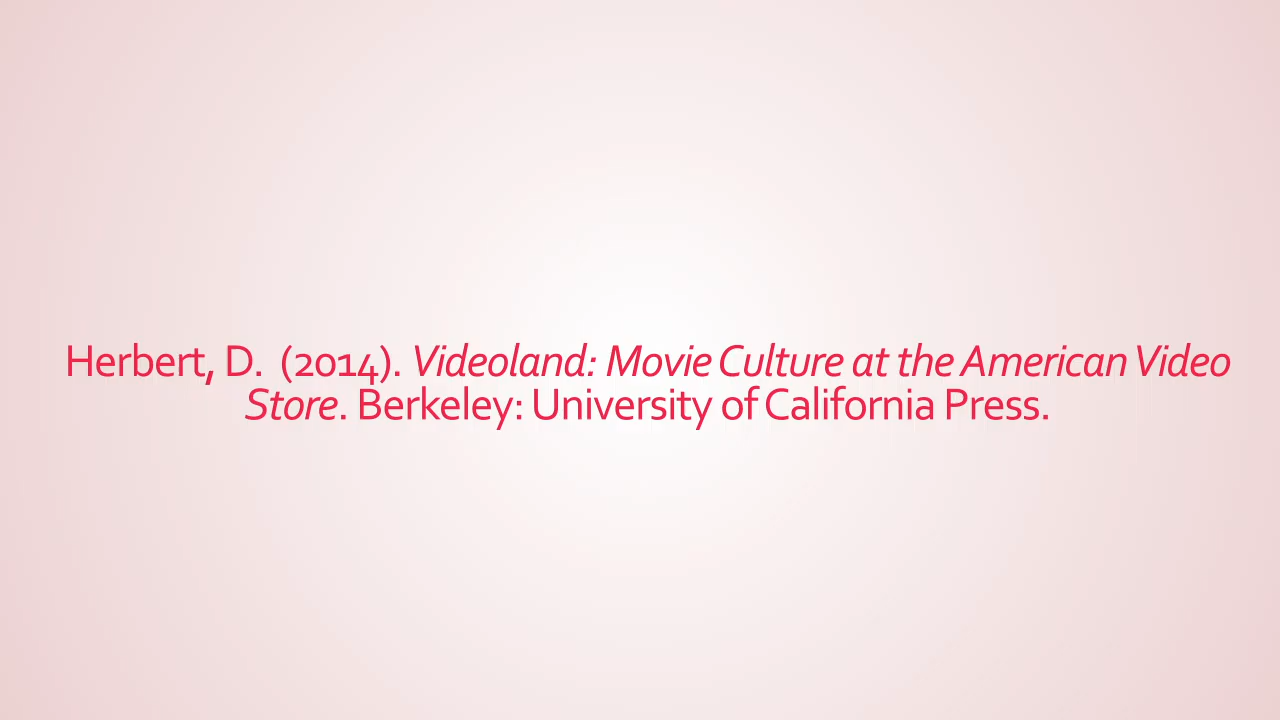 Herbert, D.  (2014). Videoland: Movie Culture at the American Video
Store. Berkeley: University of California Press.